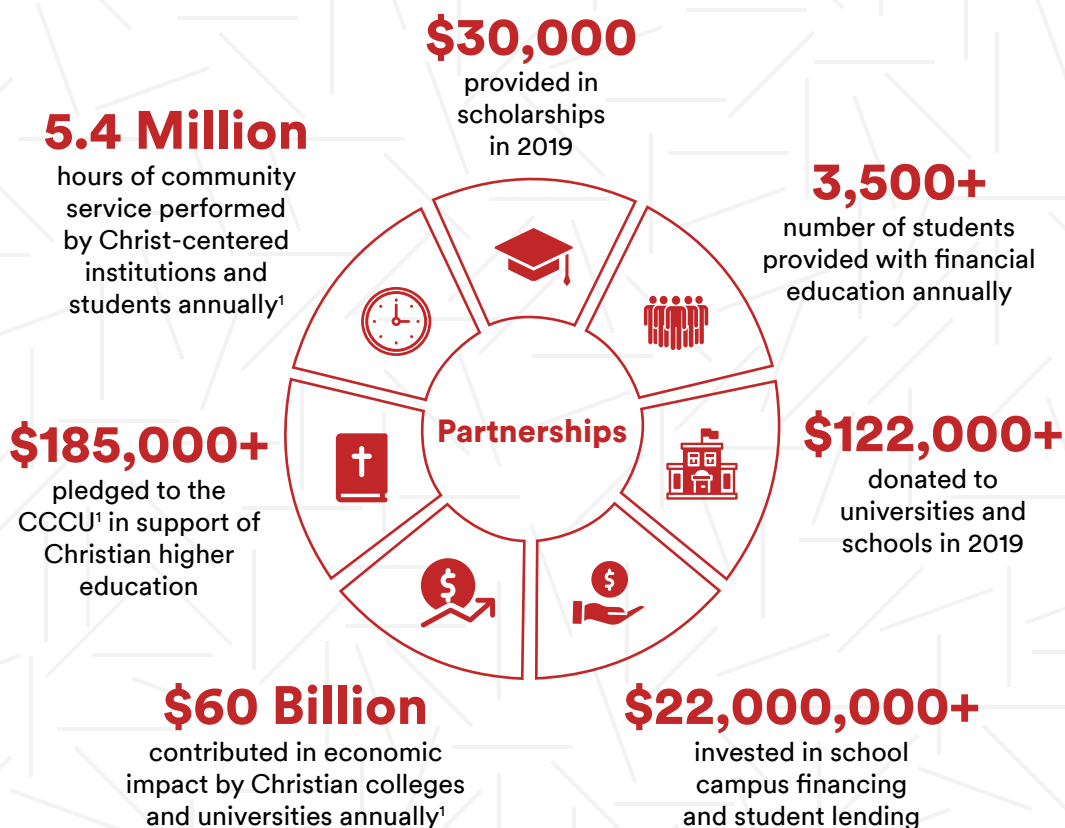 $30,000
provided in
scholarships
in 2019
5.4 Million
hours of community
service performed
by Christ-centered
institutions and
students annually¹
3,500+
number of students
provided with financial
education annually
Partnerships
$185,000+
pledged to the
CCCU¹ in support of
Christian higher
education
$122,000+
donated to
universities and
schools in 2019
$60 Billion
contributed in economic
impact by Christian colleges
and universities annually¹
$22,000,000+
invested in school
campus financing
and student lending